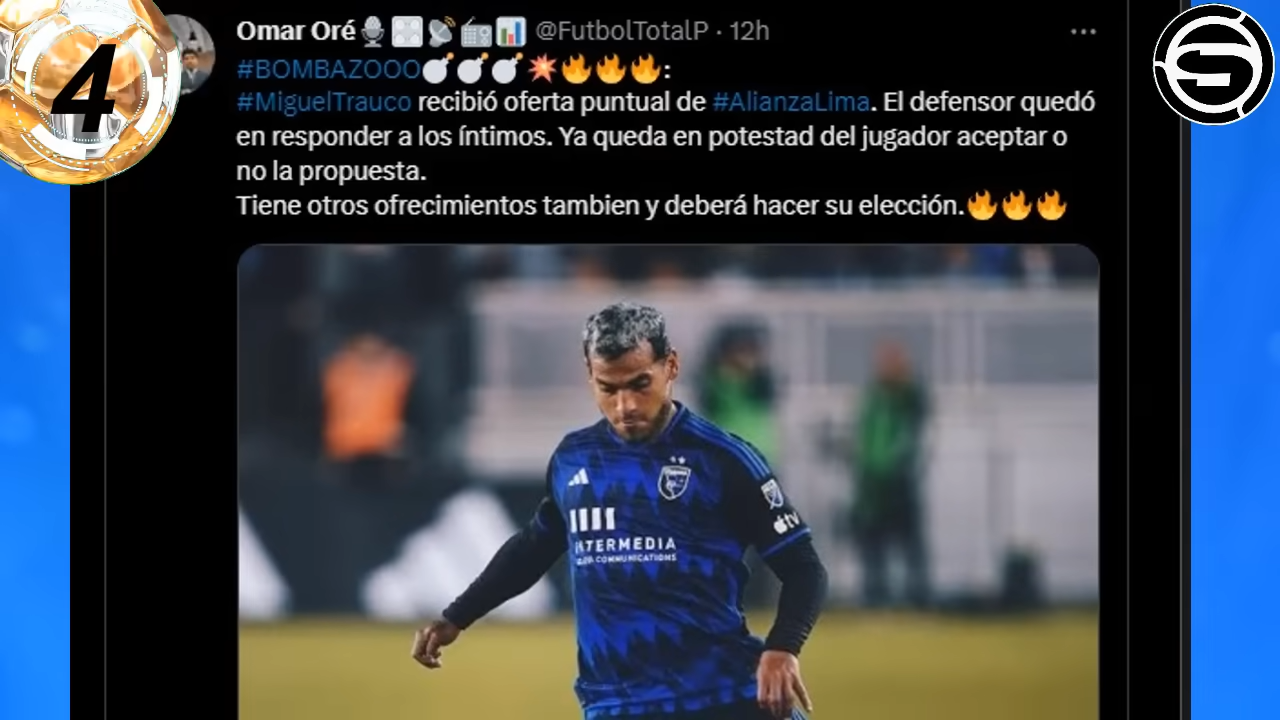 4
Omar Oré🎙️🎛️📡📻📊 @FutbolTotalP · 12h
#BOMBAZOOO💣💣💣💥🔥🔥🔥:
#MiguelTrauco recibió oferta puntual de #AlianzaLima. El defensor quedó
en responder a los íntimos. Ya queda en potestad del jugador aceptar o
no la propuesta.
Tiene otros ofrecimientos tambien y deberá hacer su elección.🔥🔥🔥
tv
INTERMEDIA
COMMUNICATIONS